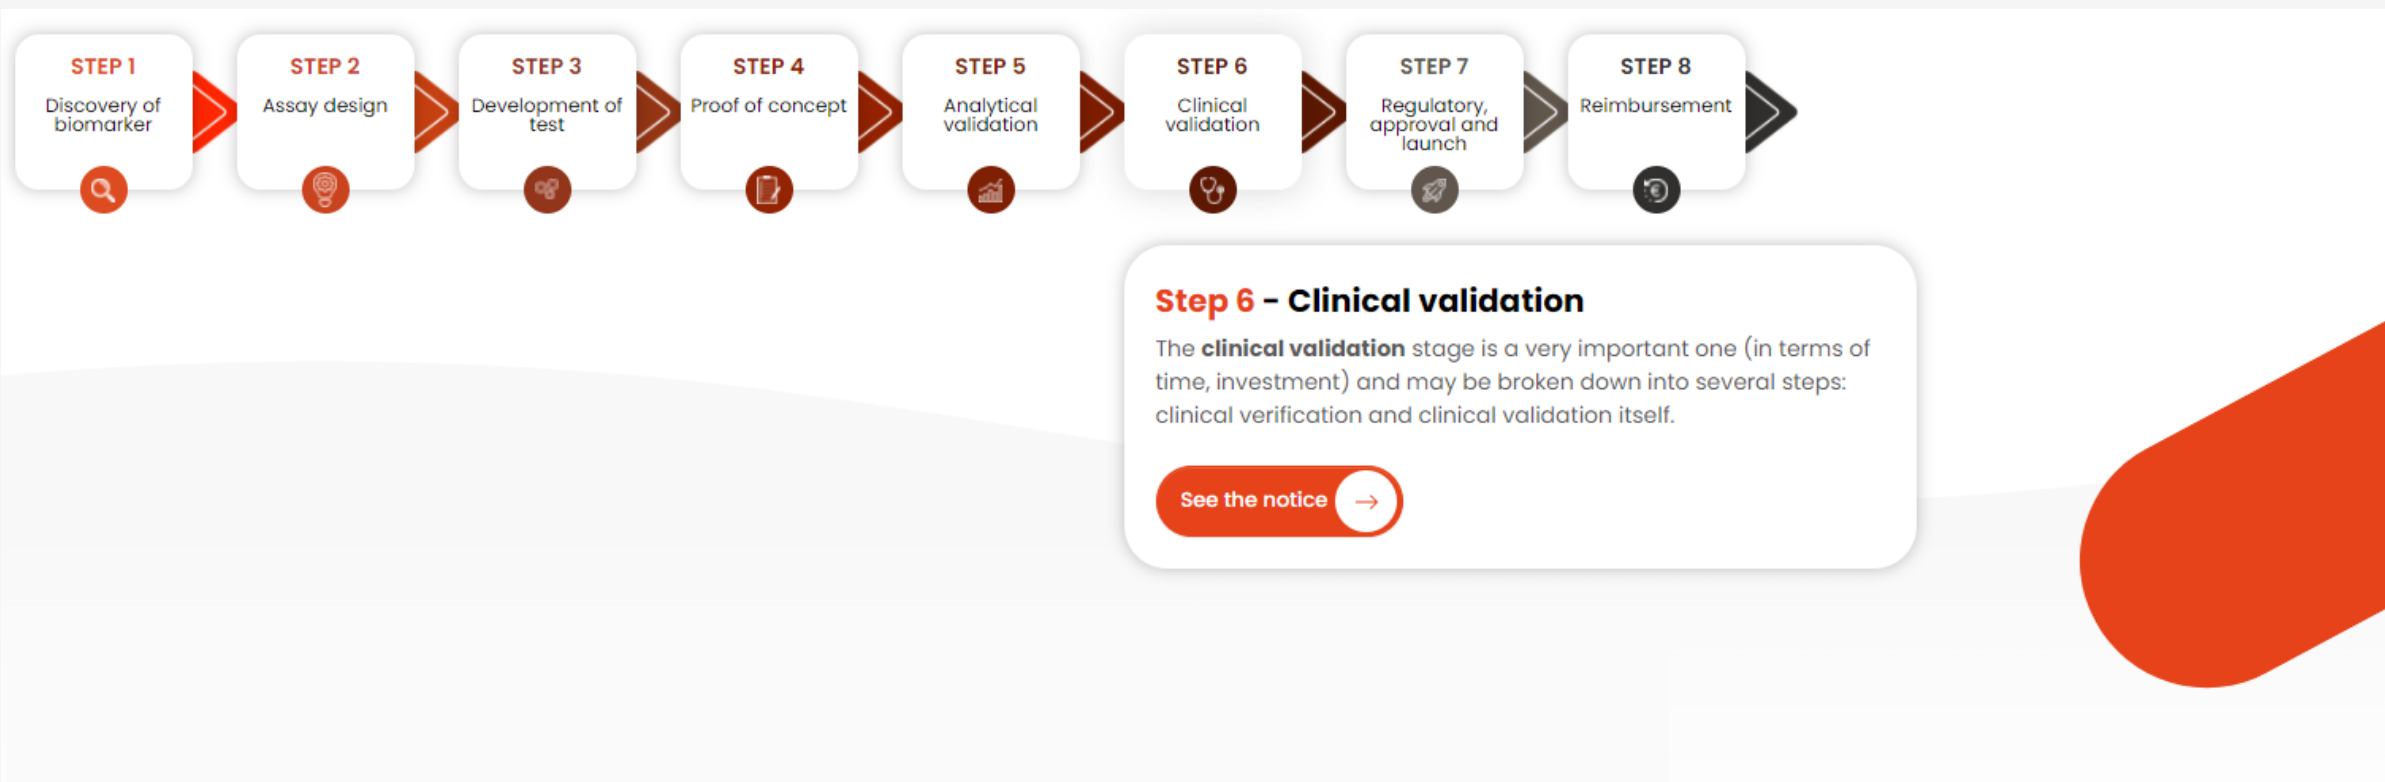 STEP 1
Discovery of
biomarker
STEP 2
Assay design
STEP 3
Development of
test
STEP 4
Proof of concept
STEP 5
Analytical
validation
STEP 6
Clinical
validation
STEP 7
Regulatory,
approval and
launch
STEP 8
Reimbursement
Step 6 - Clinical validation
The clinical validation stage is a very important one (in terms of
time, investment) and may be broken down into several steps:
clinical verification and clinical validation itself.
See the notice